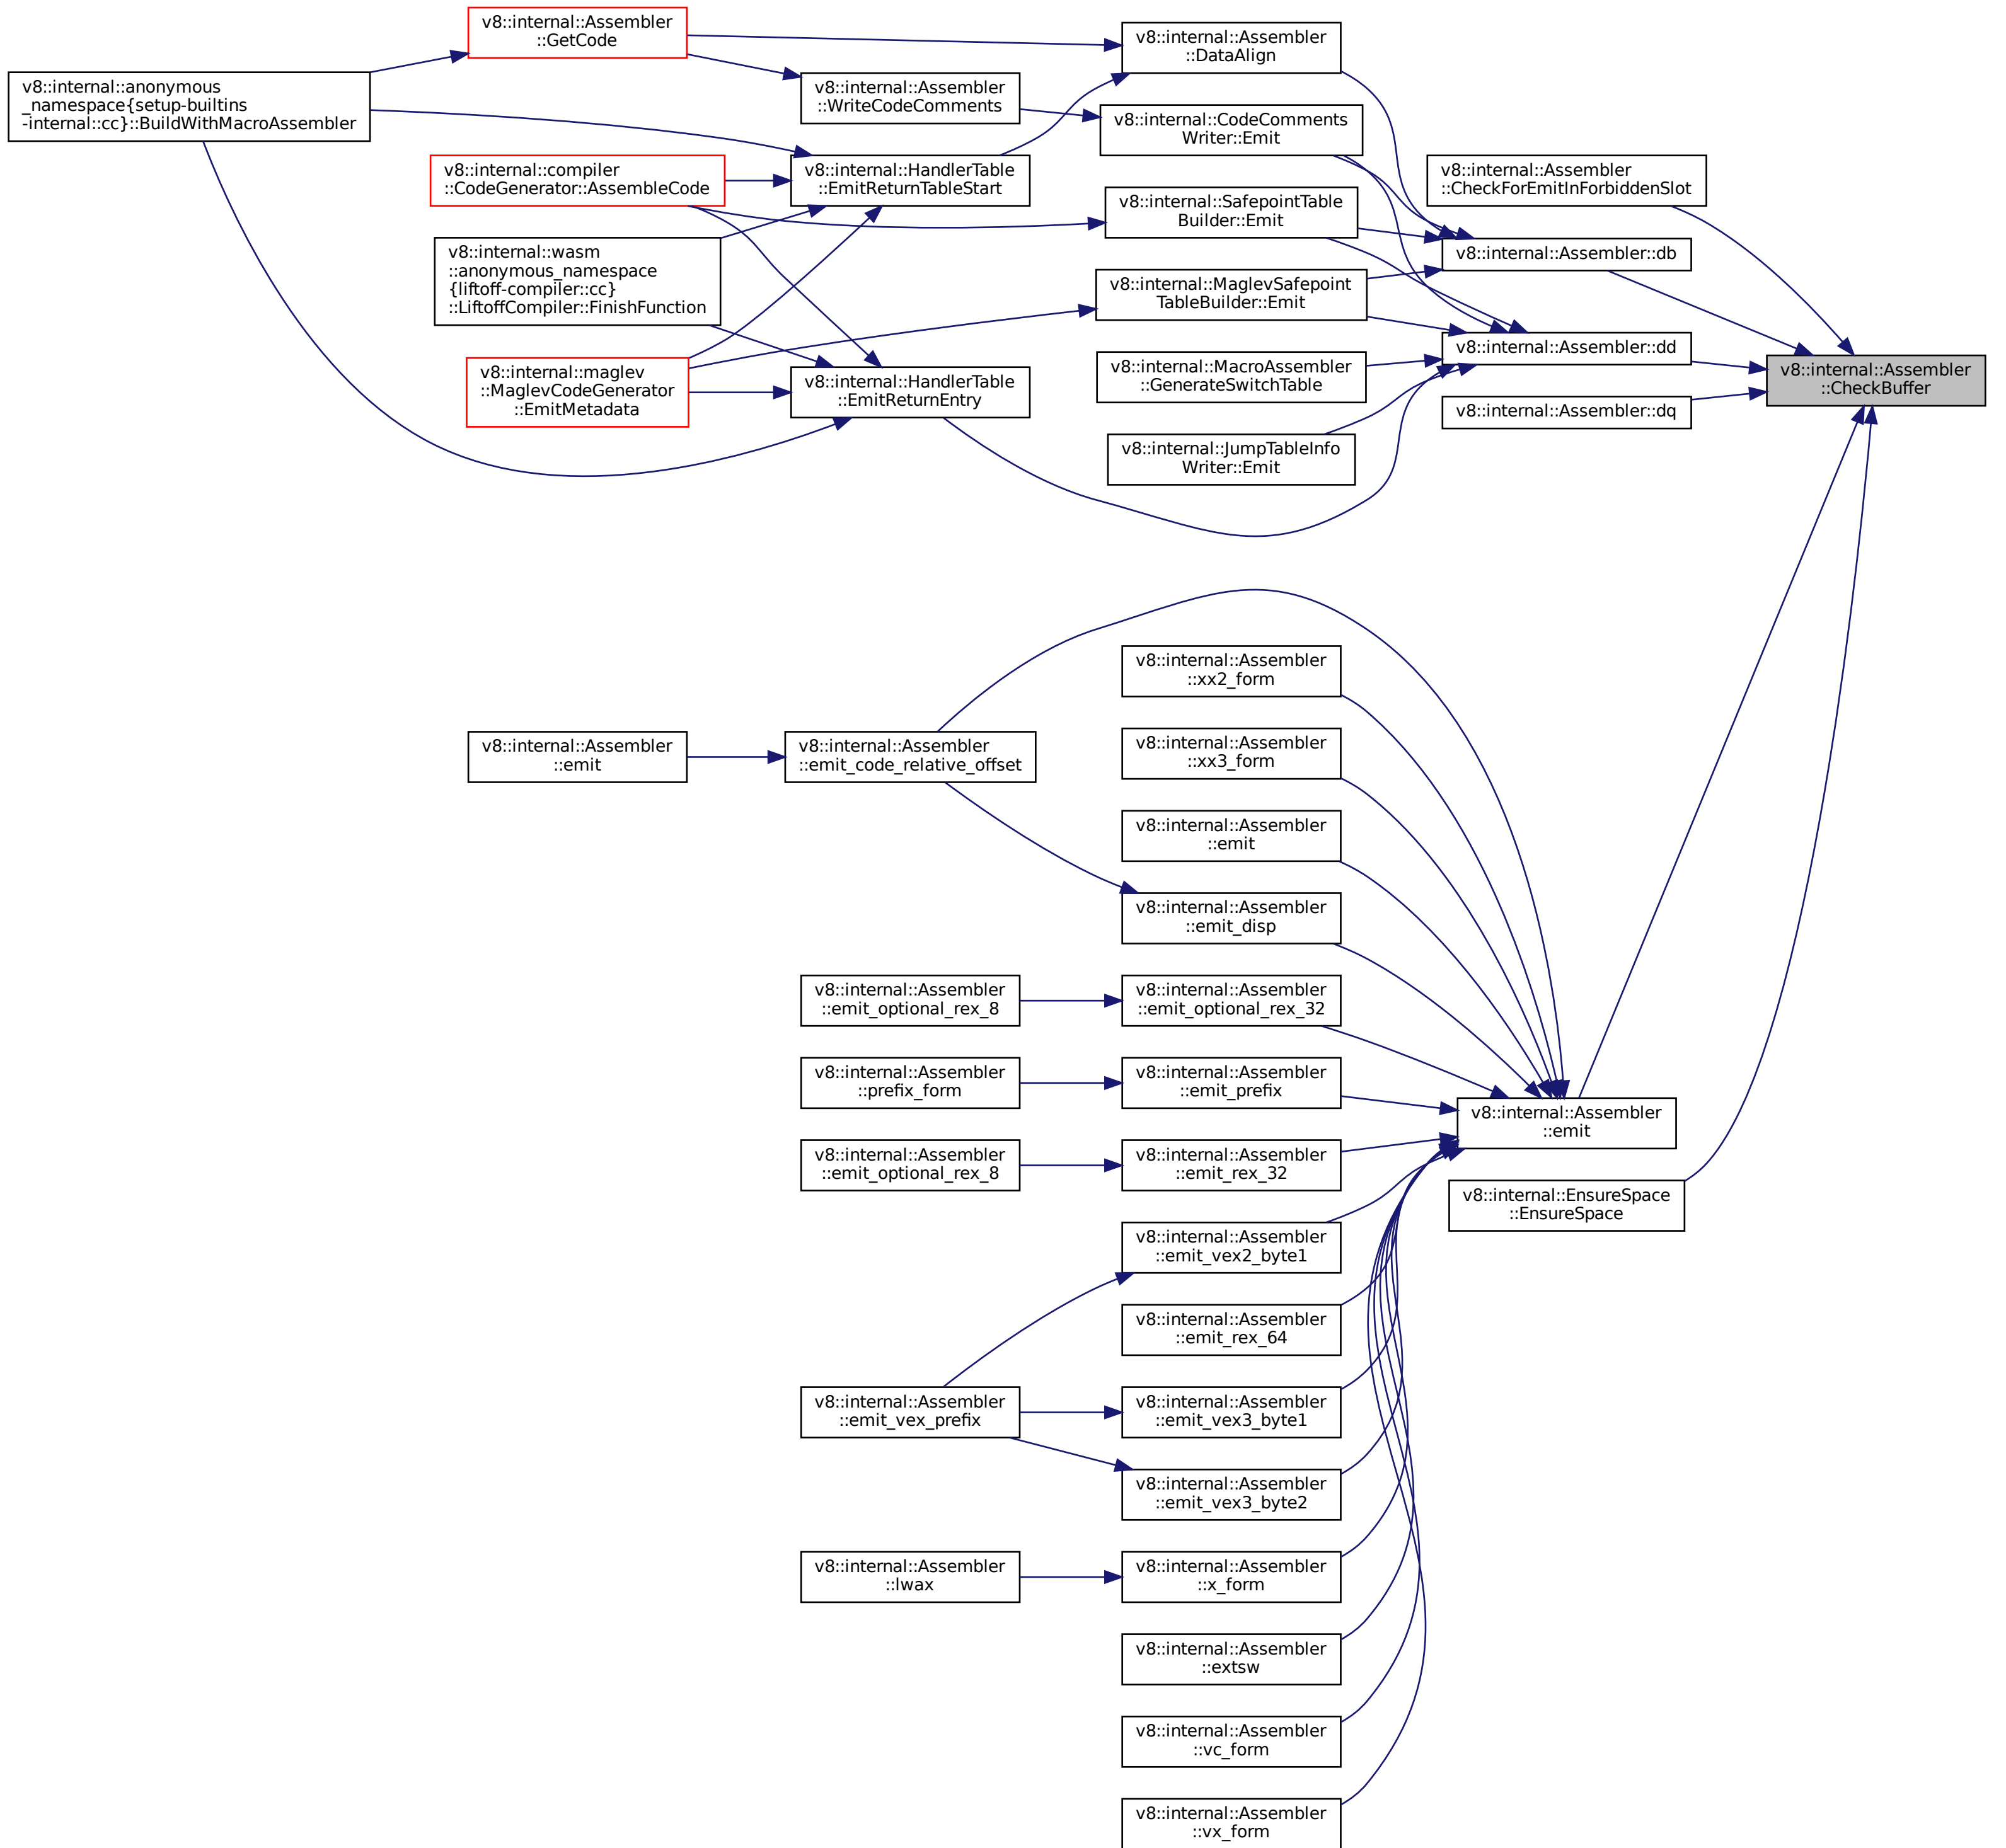 v8::internal::Assembler
::GetCode
v8::internal::anonymous
_namespace{setup-builtins
-internal::cc}::BuildWithMacroAssembler
v8::internal::compiler
::CodeGenerator::AssembleCode
v8::internal::wasm
::anonymous_namespace
{liftoff-compiler::cc}
::LiftoffCompiler::FinishFunction
v8::internal::maglev
::MaglevCodeGenerator
::EmitMetadata
v8::internal::Assembler
::WriteCodeComments
v8::internal::HandlerTable
::EmitReturnTableStart
v8::internal::HandlerTable
::EmitReturnEntry
v8::internal::Assembler
::DataAlign
v8::internal::CodeComments
Writer::Emit
v8::internal::SafepointTable
Builder::Emit
v8::internal::MaglevSafepoint
TableBuilder::Emit
v8::internal::MacroAssembler
::GenerateSwitchTable
v8::internal::JumpTableInfo
Writer::Emit
v8::internal::Assembler
::CheckForEmitInForbiddenSlot
v8::internal::Assembler::db
v8::internal::Assembler::dd
v8::internal::Assembler::dq
v8::internal::Assembler
::CheckBuffer
v8::internal::Assembler
::emit
v8::internal::Assembler
::emit_code_relative_offset
v8::internal::Assembler
::xx2_form
v8::internal::Assembler
::xx3_form
v8::internal::Assembler
::emit
v8::internal::Assembler
::emit_disp
v8::internal::Assembler
::emit_optional_rex_8
v8::internal::Assembler
::emit_optional_rex_32
v8::internal::Assembler
::prefix_form
v8::internal::Assembler
::emit_prefix
v8::internal::Assembler
::emit_optional_rex_8
v8::internal::Assembler
::emit_rex_32
v8::internal::Assembler
::emit
v8::internal::EnsureSpace
::EnsureSpace
v8::internal::Assembler
::emit_vex2_byte1
v8::internal::Assembler
::emit_rex_64
v8::internal::Assembler
::emit_vex_prefix
v8::internal::Assembler
::emit_vex3_byte1
v8::internal::Assembler
::emit_vex3_byte2
v8::internal::Assembler
::lwax
v8::internal::Assembler
::x_form
v8::internal::Assembler
::extsw
v8::internal::Assembler
::vc_form
v8::internal::Assembler
::vx_form